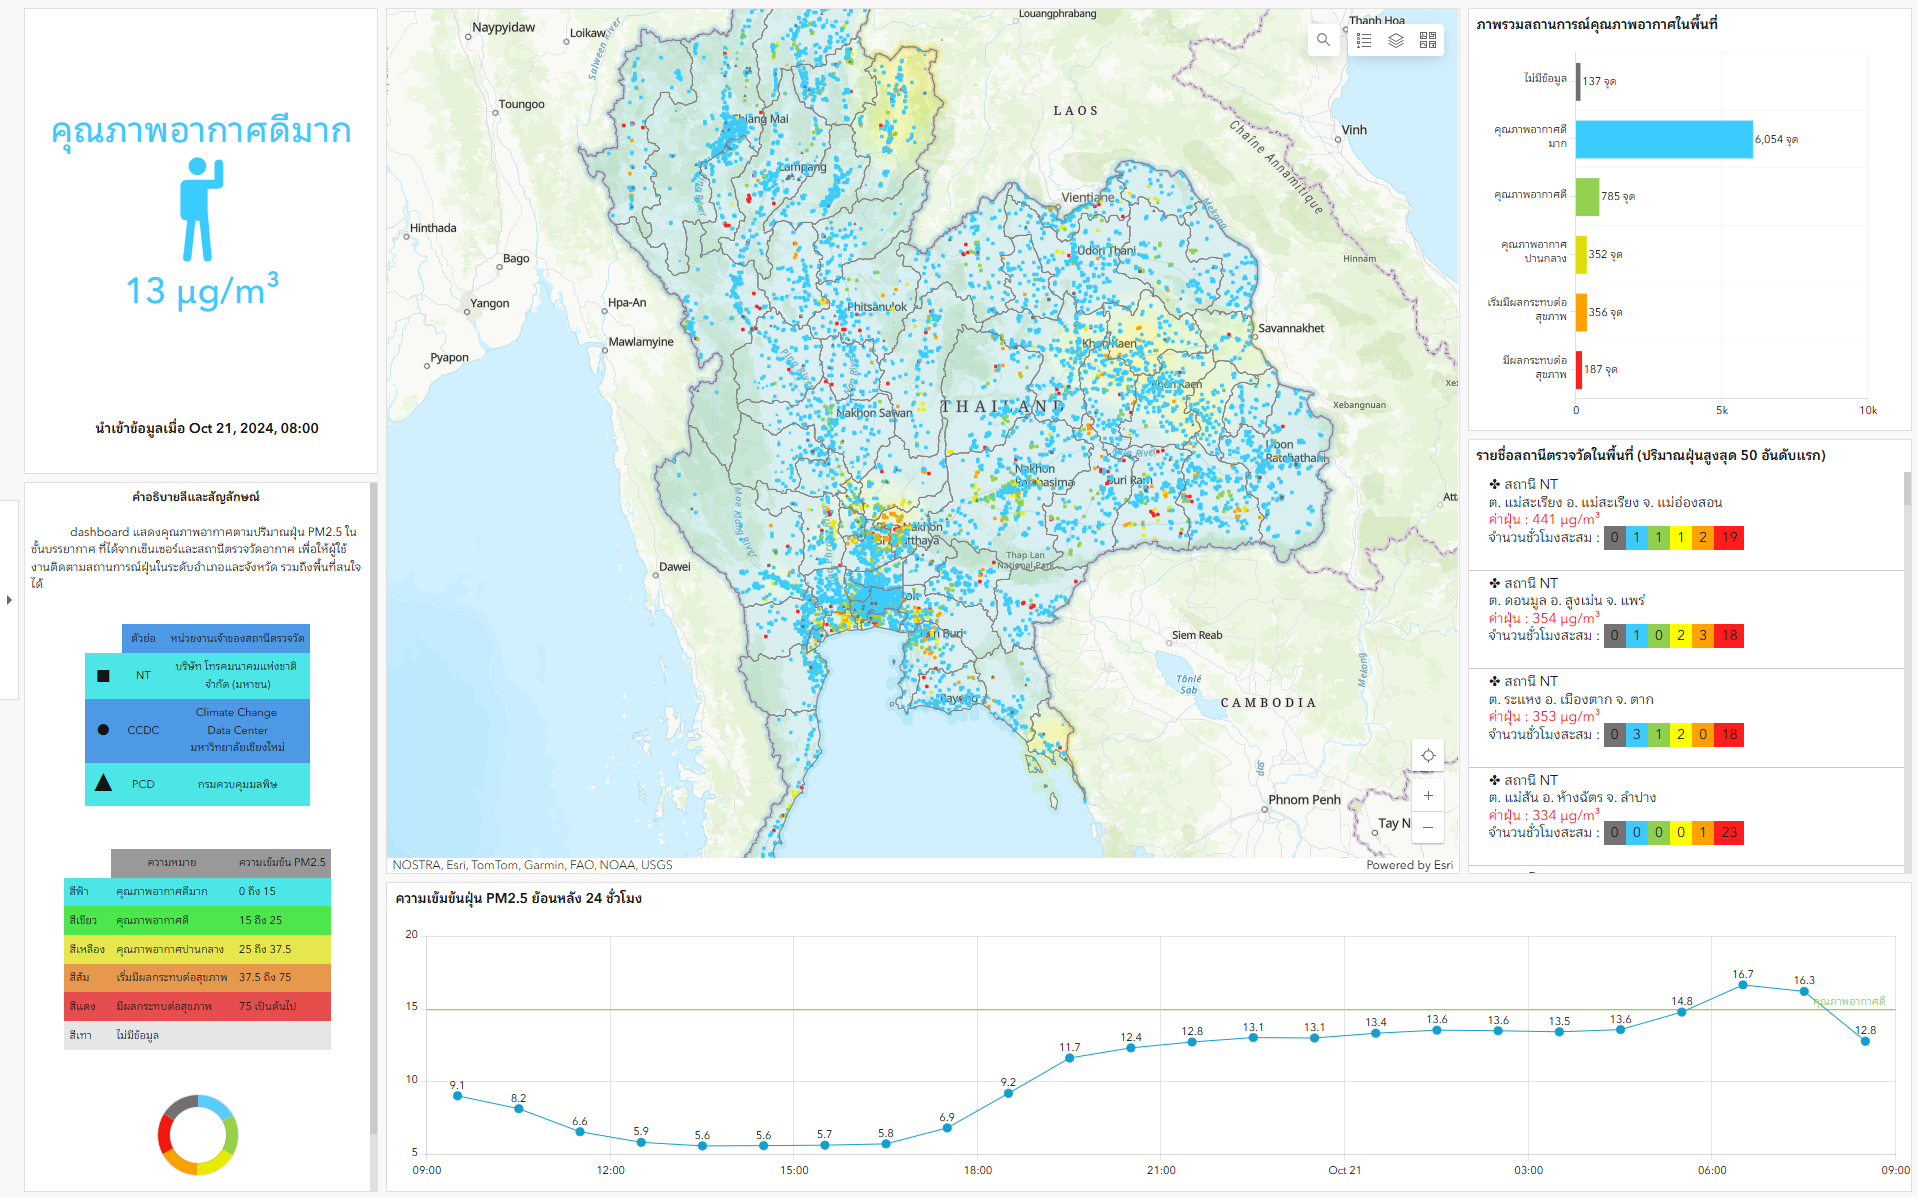 คุณภาพอากาศดีมาก
13 µg/m³
นำเข้าข้อมูลเมื่อ Oct 21, 2024, 08:00
คำอธิบายสีและสัญลักษณ์
dashboard แสดงคุณภาพอากาศตามปริมาณฝุ่น PM2.5 ใน
ชั้นบรรยากาศ ที่ได้จากเซ็นเซอร์และสถานีตรวจวัดอากาศ เพื่อให้ผู้ใช้
งานติดตามสถานการณ์ฝุ่นในระดับอำเภอและจังหวัด รวมถึงพื้นที่สนใจ
ได้
ตัวย่อ หน่วยงานเจ้าของสถานีตรวจวัด
NT บริษัท โทรคมนาคมแห่งชาติ
จำกัด (มหาชน)
CCDC Climate Change
Data Center
มหาวิทยาลัยเชียงใหม่
PCD กรมควบคุมมลพิษ
ความหมาย ความเข้มข้น PM2.5
สีฟ้า คุณภาพอากาศดีมาก 0 ถึง 15
สีเขียว คุณภาพอากาศดี 15 ถึง 25
สีเหลือง คุณภาพอากาศปานกลาง 25 ถึง 37.5
สีส้ม เริ่มมีผลกระทบต่อสุขภาพ 37.5 ถึง 75
สีแดง มีผลกระทบต่อสุขภาพ 75 เป็นต้นไป
สีเทา ไม่มีข้อมูล
Naypyidaw
Loikaw
Salween River
Louangphrabang
Thanh Hoa
Toungoo
Chiang Mai
LAOS
Vinh
Chaîne Annamitique
Lampang
Vientiane
Mekong
Hinthada
Bago
Udon Thani
Hinnam
Yangon
Hpa-An
Phitsanulok
Savannakhet
Mawlamyine
Khon Kaen
Pyapon
Ping River
Nakhon Sawan
THAILAND
Xebangnuan
Ubon
Ratchathani
Nakhon
Ratchasima
Buri Ram
Mae Klong River
Phra Nakhon
Si Ayutthaya
Thap Lan
National Park
Dawei
Siem Reab
Tônlé
Sab
Mekong
CAMBODIA
Rayong
Sap
Phnom Penh
Tay N
NOSTRA, Esri, TomTom, Garmin, FAO, NOAA, USGS
Powered by Esri
ภาพรวมสถานการณ์คุณภาพอากาศในพื้นที่
ไม่มีข้อมูล 137 จุด
คุณภาพอากาศดี
มาก 6,054 จุด
คุณภาพอากาศดี 785 จุด
คุณภาพอากาศ
ปานกลาง 352 จุด
เริ่มมีผลกระทบต่อ
สุขภาพ 356 จุด
มีผลกระทบต่อ
สุขภาพ 187 จุด
0 5k 10k
รายชื่อสถานีตรวจวัดในพื้นที่ (ปริมาณฝุ่นสูงสุด 50 อันดับแรก)
✤ สถานี NT
ต. แม่สะเรียง อ. แม่สะเรียง จ. แม่ฮ่องสอน
ค่าฝุ่น : 441 µg/m³
จำนวนชั่วโมงสะสม : 0 1 1 1 2 19
✤ สถานี NT
ต. ดอนมูล อ. สูงเม่น จ. แพร่
ค่าฝุ่น : 354 µg/m³
จำนวนชั่วโมงสะสม : 0 1 0 2 3 18
✤ สถานี NT
ต. ระแหง อ. เมืองตาก จ. ตาก
ค่าฝุ่น : 353 µg/m³
จำนวนชั่วโมงสะสม : 0 3 1 2 0 18
✤ สถานี NT
ต. แม่สัน อ. ห้างฉัตร จ. ลำปาง
ค่าฝุ่น : 334 µg/m³
จำนวนชั่วโมงสะสม : 0 0 0 0 1 23
ความเข้มข้นฝุ่น PM2.5 ย้อนหลัง 24 ชั่วโมง
20
15
10
5
9.1 8.2 6.6 5.9 5.6 5.6 5.7 5.8 6.9 9.2 11.7 12.4 12.8 13.1 13.1 13.4 13.6 13.6 13.5 13.6 14.8 16.7 16.3 12.8
คุณภาพอากาศดี
09:00 12:00 15:00 18:00 21:00 Oct 21 03:00 06:00 09:00